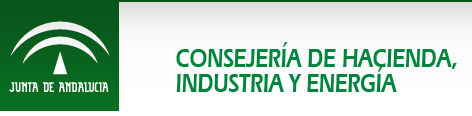 JUNTA DE ANDALUCIA
CONSEJERÍA DE HACIENDA,
INDUSTRIA Y ENERGÍA